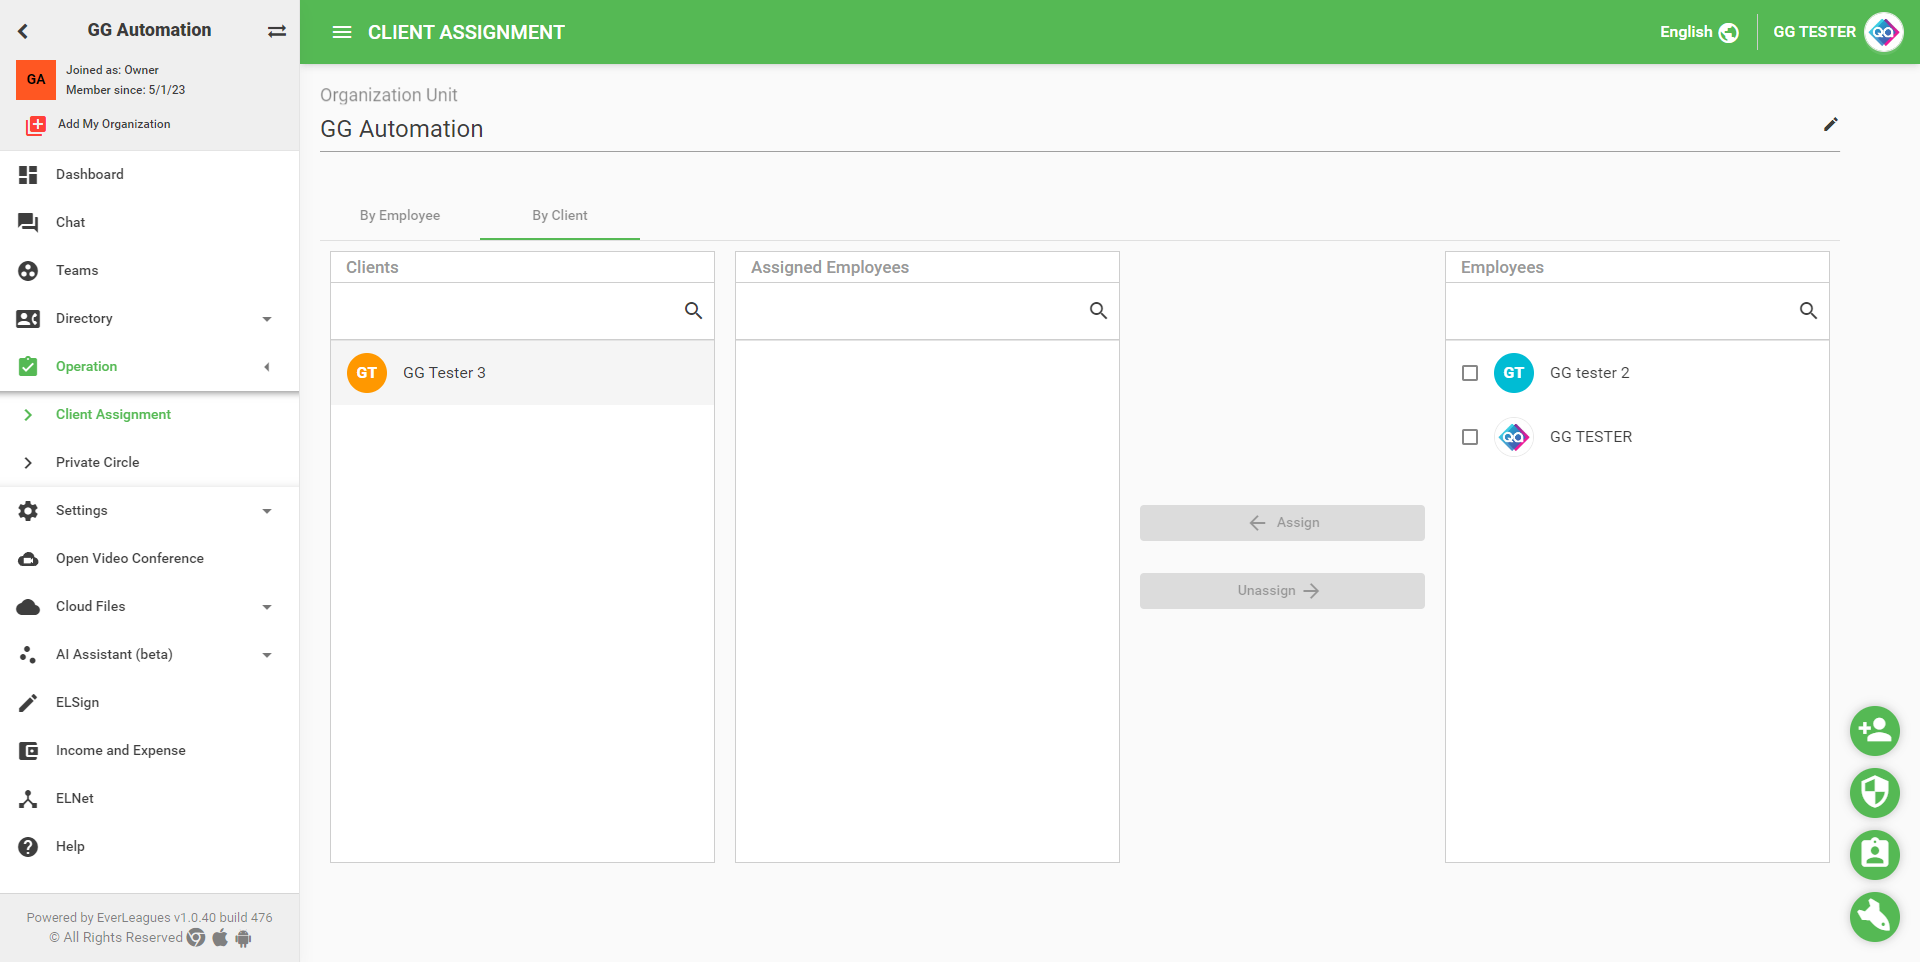 GG Automation
GA
Joined as: Owner
Member since: 5/1/23
Add My Organization
Dashboard
Chat
Teams
Directory
Operation
Client Assignment
Private Circle
Settings
Open Video Conference
Cloud Files
AI Assistant (beta)
ELSign
Income and Expense
ELNet
Help
Powered by EverLeagues v1.0.40 build 476
© All Rights Reserved
CLIENT ASSIGNMENT
English
GG TESTER
QA
Organization Unit
GG Automation
By Employee
By Client
Clients
GT
GG Tester 3
Assigned Employees
Assign
Unassign
Employees
GT
GG tester 2
QA
GG TESTER